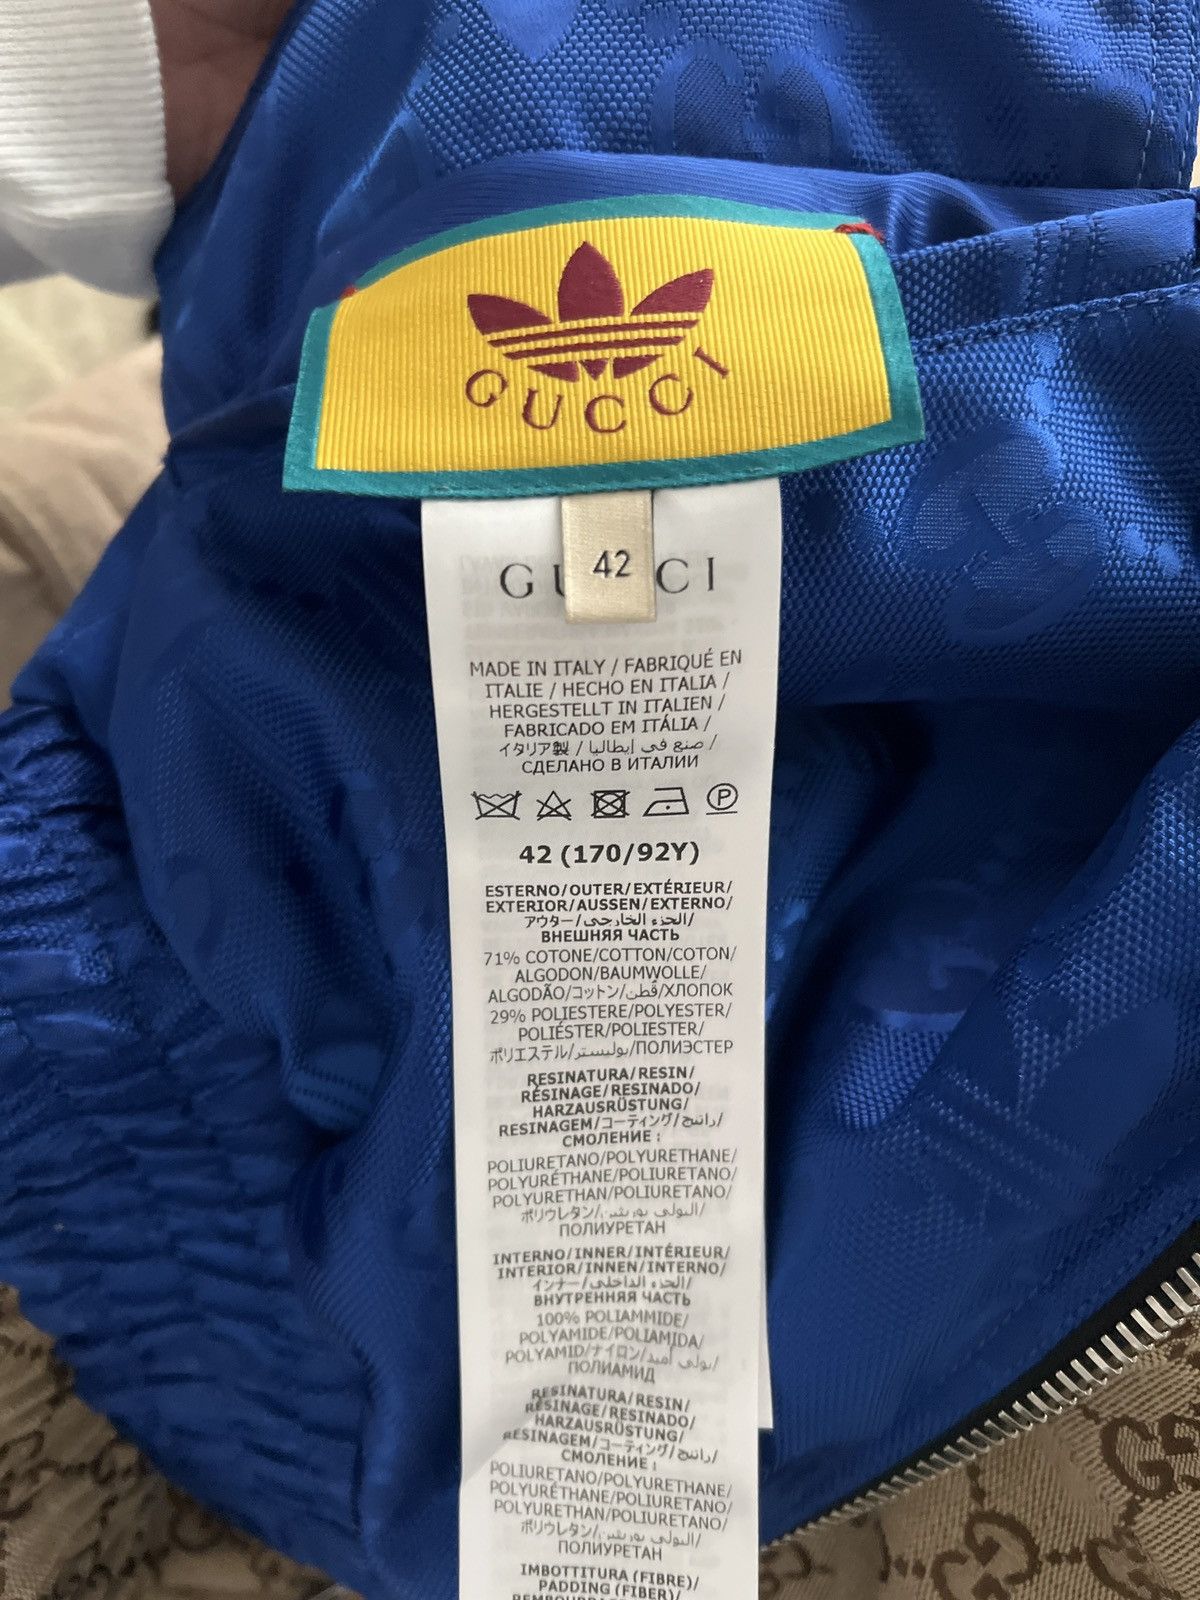 GUCCI
42
GUCCI
MADE IN ITALY / FABRIQUÉ EN
ITALIE / HECHO EN ITALIA /
HERGESTELLT IN ITALIEN /
FABRICADO EM ITÁLIA /
イタリア製 / صنع في إيطاليا /
СДЕЛАНО В ИТАЛИИ
P
42 (170/92Y)
ESTERNO/OUTER/EXTÉRIEUR/
EXTERIOR/AUSSEN/EXTERNO/
アウター/الجزء الخارجي/
ВНЕШНЯЯ ЧАСТЬ
71% COTONE/COTTON/COTON/
ALGODON/BAUMWOLLE/
ALGODÃO/コットン/قطن/ХЛОПОК
29% POLIESTERE/POLYESTER/
POLIÉSTER/POLIESTER/
ポリエステル/بوليستر/ПОЛИЭСТЕР
RESINATURA/RESIN/
RÉSINAGE/RESINADO/
HARZAUSRÜSTUNG/
RESINAGEM/コーティング/راتنج/
СМОЛЕНИЕ :
POLIURETANO/POLYURETHANE/
POLYURÉTHANE/POLIURETANO/
POLYURETHAN/POLIURETANO/
ポリウレタン/
ПОЛИУРЕТАН
INTERNO/INNER/INTÉRIEUR/
INTERIOR/INNEN/INTERNO/
インナー/الجزء الداخلي/
ВНУТРЕННЯЯ ЧАСТЬ
100% POLIAMMIDE/
POLYAMIDE/POLIAMIDA/
POLYAMID/ナイロン/بولي أميد/
ПОЛИАМИД
RESINATURA/RESIN/
RÉSINAGE/RESINADO/
HARZAUSRÜSTUNG/
RESINAGEM/コーティング/راتنج/
СМОЛЕНИЕ :
POLIURETANO/POLYURETHANE/
POLYURÉTHANE/POLIURETANO/
POLYURETHAN/POLIURETANO/
ポリウレタン/
ПОЛИУРЕТАН
IMBOTTITURA (FIBRE)/
PADDING (FIBER)/